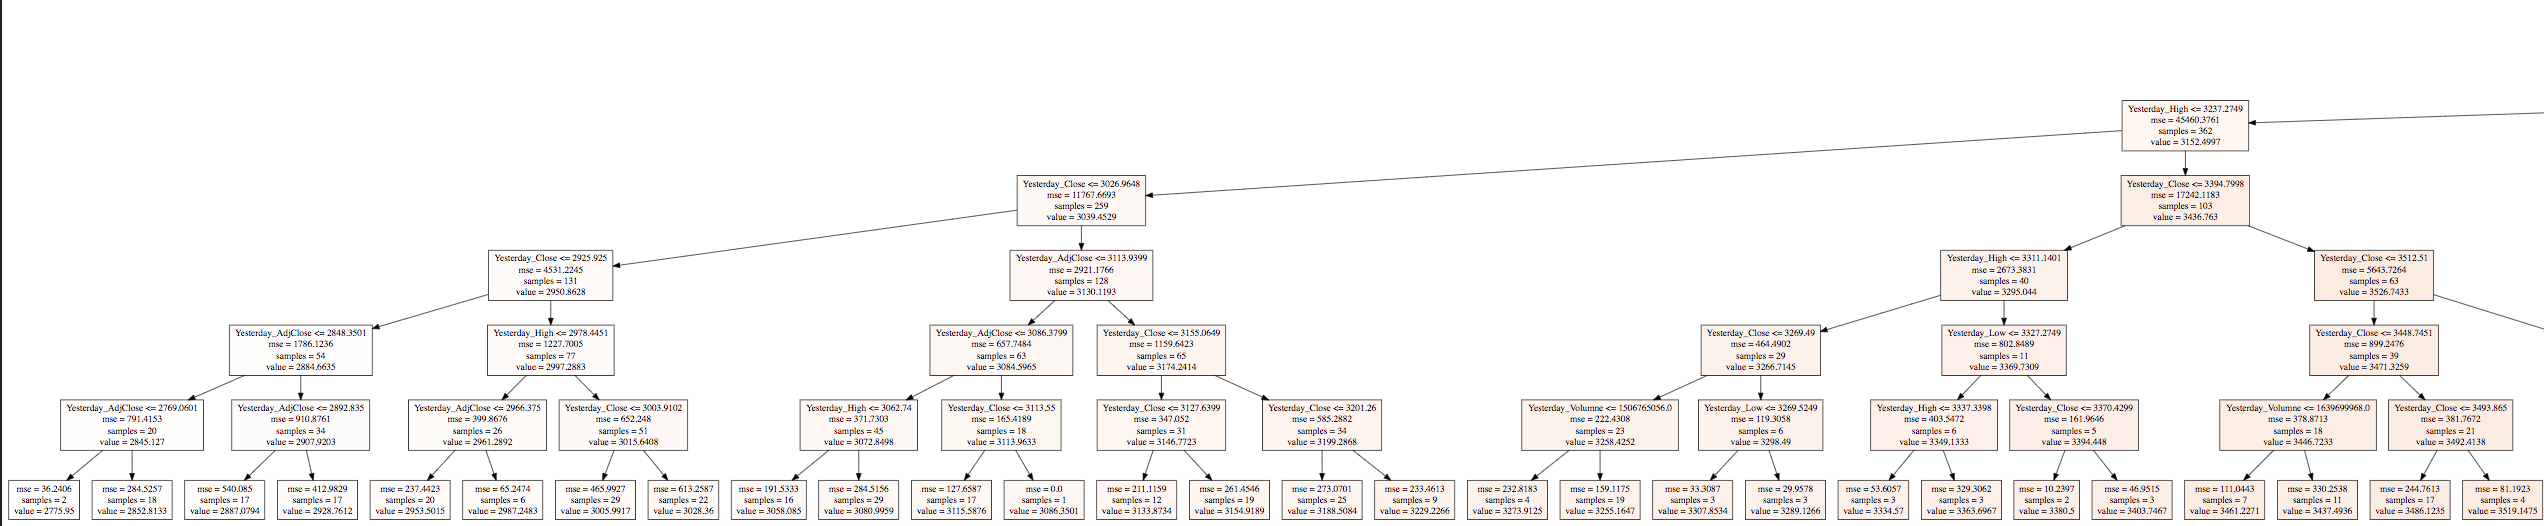 Yesterday_High <= 3237.2749
mse = 45460.3761
samples = 362
value = 3152.4997
Yesterday_Close <= 3026.9648
mse = 11767.6693
samples = 259
value = 3039.4529
Yesterday_Close <= 3394.7998
mse = 17242.1183
samples = 103
value = 3436.763
Yesterday_Close <= 2925.925
mse = 4531.2245
samples = 131
value = 2950.8628
Yesterday_AdjClose <= 3113.9399
mse = 2921.1766
samples = 128
value = 3130.1193
Yesterday_High <= 3311.1401
mse = 2673.3831
samples = 40
value = 3295.044
Yesterday_Close <= 3512.51
mse = 5643.7264
samples = 63
value = 3526.7433
Yesterday_AdjClose <= 2848.3501
mse = 1786.1236
samples = 54
value = 2884.6635
Yesterday_High <= 2978.4451
mse = 1227.7005
samples = 77
value = 2997.2883
Yesterday_AdjClose <= 3086.3799
mse = 657.7484
samples = 63
value = 3084.5965
Yesterday_Close <= 3155.0649
mse = 1159.6423
samples = 65
value = 3174.2414
Yesterday_Close <= 3269.49
mse = 464.4902
samples = 29
value = 3266.7145
Yesterday_Low <= 3327.2749
mse = 802.8489
samples = 11
value = 3369.7309
Yesterday_Close <= 3448.7451
mse = 899.2476
samples = 39
value = 3471.3259
Yesterday_AdjClose <= 2769.0601
mse = 791.4153
samples = 20
value = 2845.127
Yesterday_AdjClose <= 2892.835
mse = 910.8761
samples = 34
value = 2907.9203
Yesterday_AdjClose <= 2966.375
mse = 399.8676
samples = 26
value = 2961.2892
Yesterday_Close <= 3003.9102
mse = 652.248
samples = 51
value = 3015.6408
Yesterday_High <= 3062.74
mse = 371.7303
samples = 45
value = 3072.8498
Yesterday_Close <= 3113.55
mse = 165.4189
samples = 18
value = 3113.9633
Yesterday_Close <= 3127.6399
mse = 347.052
samples = 31
value = 3146.7723
Yesterday_Close <= 3201.26
mse = 585.2882
samples = 34
value = 3199.2868
Yesterday_Volumne <= 1506765056.0
mse = 222.4308
samples = 23
value = 3258.4252
Yesterday_Low <= 3269.5249
mse = 119.3058
samples = 6
value = 3298.49
Yesterday_High <= 3337.3398
mse = 403.5472
samples = 6
value = 3349.1333
Yesterday_Close <= 3370.4299
mse = 161.9646
samples = 5
value = 3394.448
Yesterday_Volumne <= 1639699968.0
mse = 378.8713
samples = 18
value = 3446.7233
Yesterday_Close <= 3493.865
mse = 381.7672
samples = 21
value = 3492.4138
mse = 36.2406
samples = 2
value = 2775.95
mse = 284.5257
samples = 18
value = 2852.8133
mse = 540.085
samples = 17
value = 2887.0794
mse = 412.9829
samples = 17
value = 2928.7612
mse = 237.4423
samples = 20
value = 2953.5015
mse = 65.2474
samples = 6
value = 2987.2483
mse = 465.9927
samples = 29
value = 3005.9917
mse = 613.2587
samples = 22
value = 3028.36
mse = 191.5333
samples = 16
value = 3058.085
mse = 284.5156
samples = 29
value = 3080.9959
mse = 127.6587
samples = 17
value = 3115.5876
mse = 0.0
samples = 1
value = 3086.3501
mse = 211.1159
samples = 12
value = 3133.8734
mse = 261.4546
samples = 19
value = 3154.9189
mse = 273.0701
samples = 25
value = 3188.5084
mse = 233.4613
samples = 9
value = 3229.2266
mse = 232.8183
samples = 4
value = 3273.9125
mse = 159.1175
samples = 19
value = 3255.1647
mse = 33.3087
samples = 3
value = 3307.8534
mse = 29.9578
samples = 3
value = 3289.1266
mse = 53.6057
samples = 3
value = 3334.57
mse = 329.3062
samples = 3
value = 3363.6967
mse = 10.2397
samples = 2
value = 3380.5
mse = 46.9515
samples = 3
value = 3403.7467
mse = 111.0443
samples = 7
value = 3461.2271
mse = 330.2538
samples = 11
value = 3437.4936
mse = 244.7613
samples = 17
value = 3486.1235
mse = 81.1923
samples = 4
value = 3519.1475